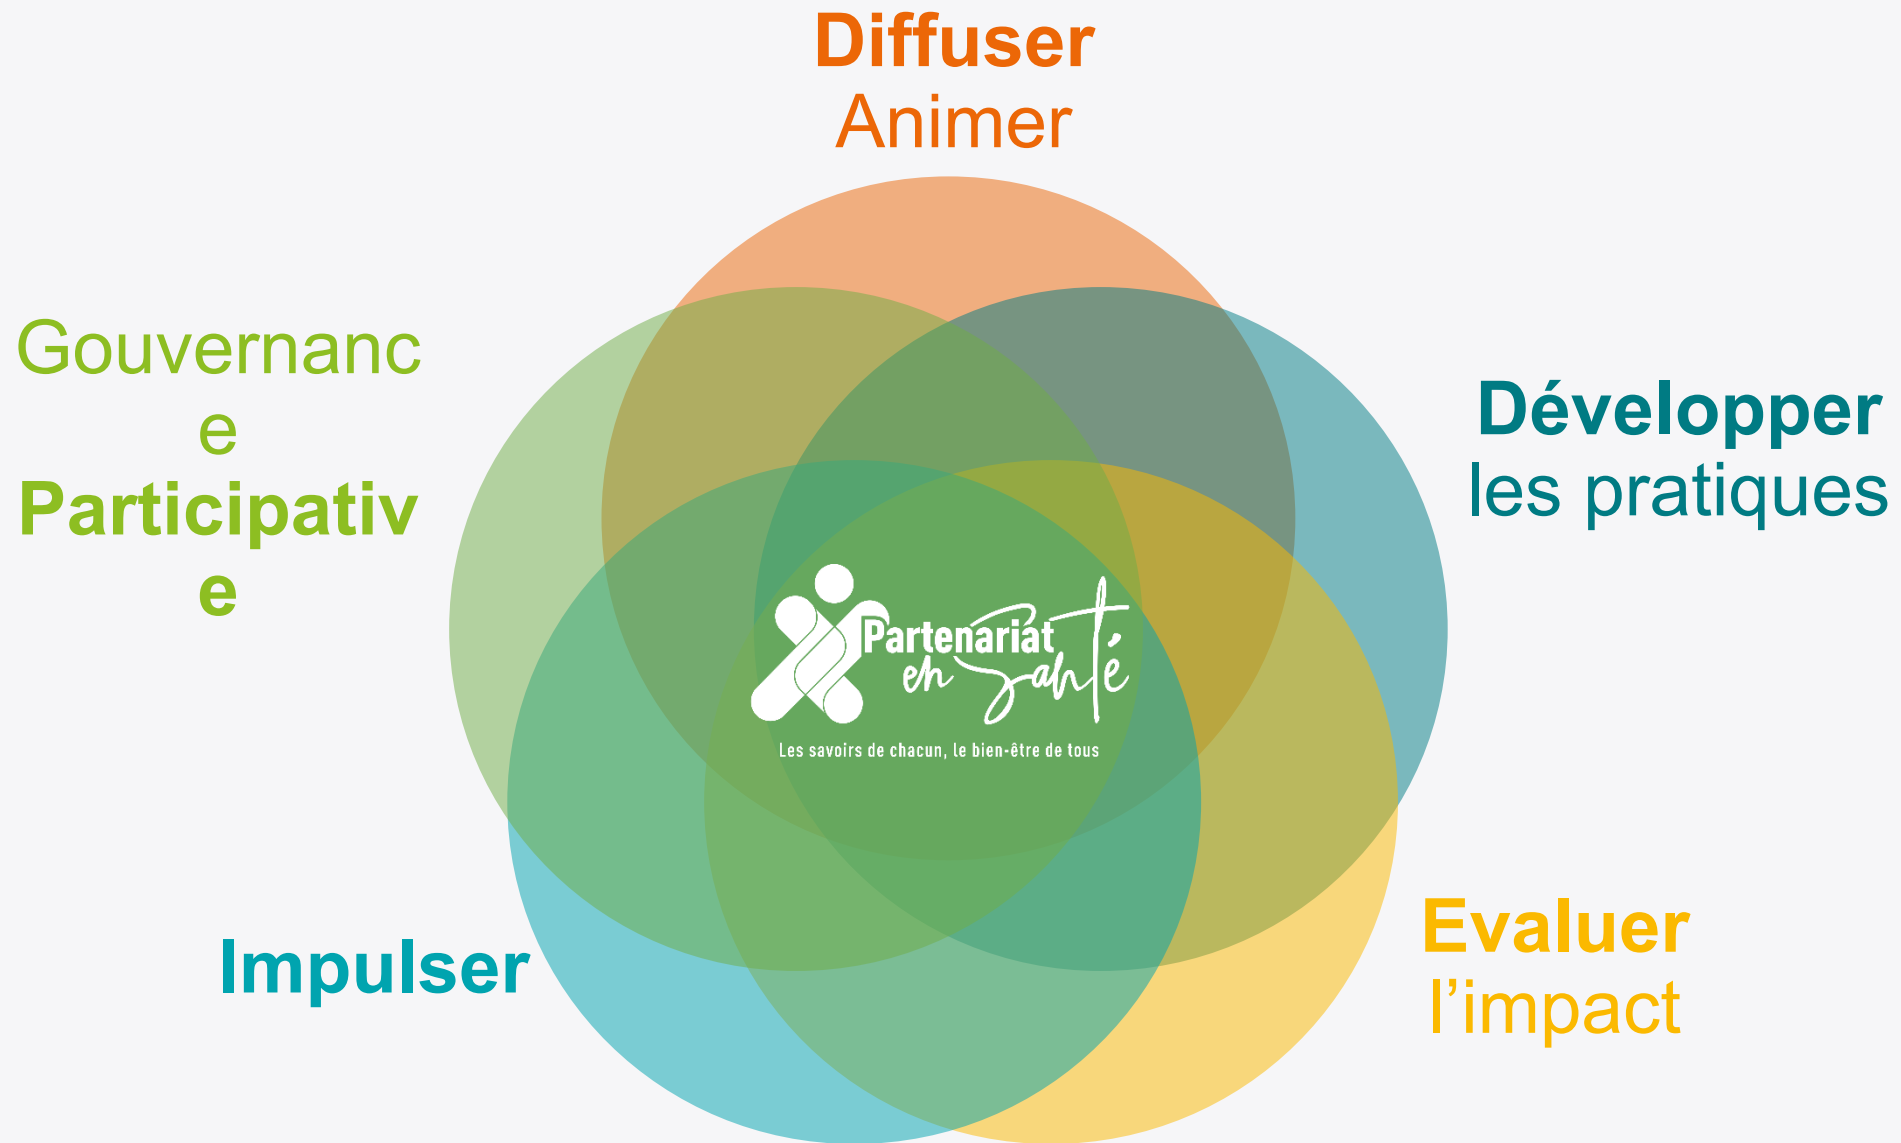 Diffuser
Animer
Gouvernanc
e
Participativ
e
Développer
les pratiques
Partenariat
en Santé
Les savoirs de chacun, le bien-être de tous
Impulser
Evaluer
l’impact